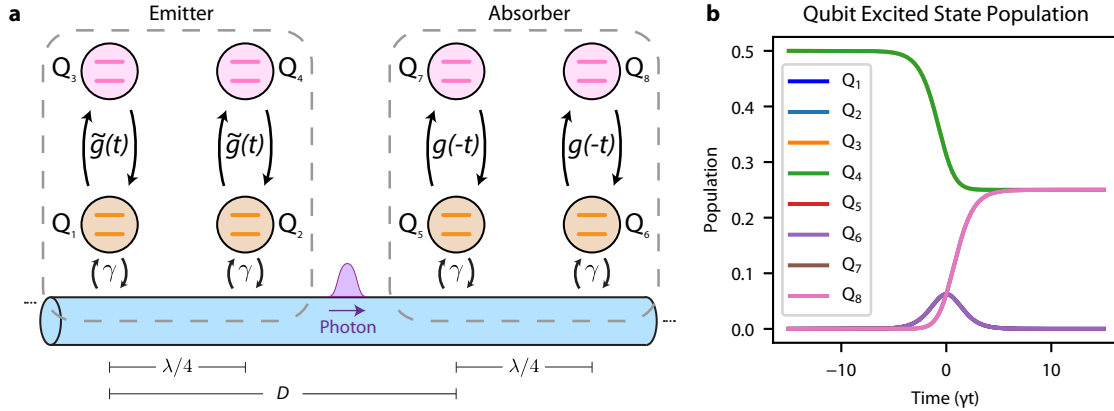 a
Emitter
Absorber
Q3
Q4
Q7
Q8
g̃(t)
g̃(t)
g(-t)
g(-t)
Q1
Q2
Q5
Q6
γ
γ
γ
γ
Photon
λ/4
λ/4
D
b
Qubit Excited State Population
0.5
0.4
0.3
0.2
0.1
0.0
Population
Q1
Q2
Q3
Q4
Q5
Q6
Q7
Q8
−10
0
10
Time (γt)